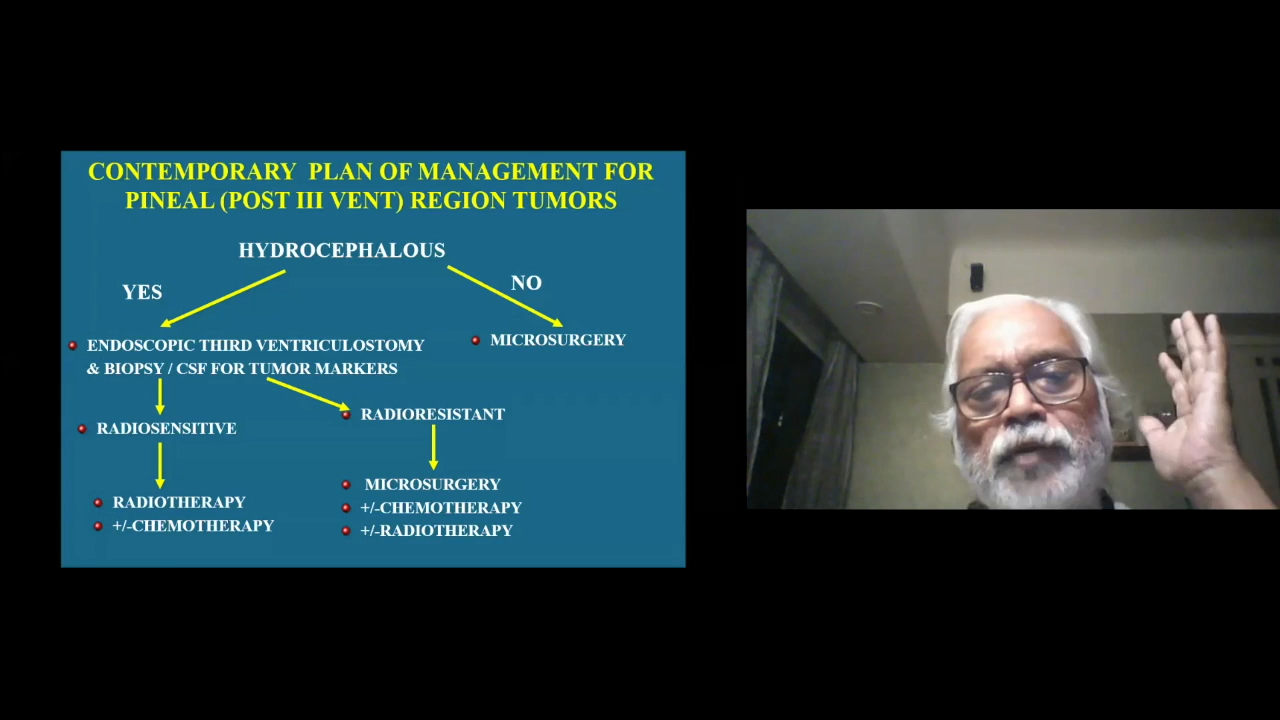 CONTEMPORARY PLAN OF MANAGEMENT FOR
PINEAL (POST III VENT) REGION TUMORS
HYDROCEPHALOUS
YES
NO
ENDOSCOPIC THIRD VENTRICULOSTOMY
& BIOPSY / CSF FOR TUMOR MARKERS
MICROSURGERY
RADIOSENSITIVE
RADIORESISTANT
RADIOTHERAPY
+/-CHEMOTHERAPY
MICROSURGERY
+/-CHEMOTHERAPY
+/-RADIOTHERAPY